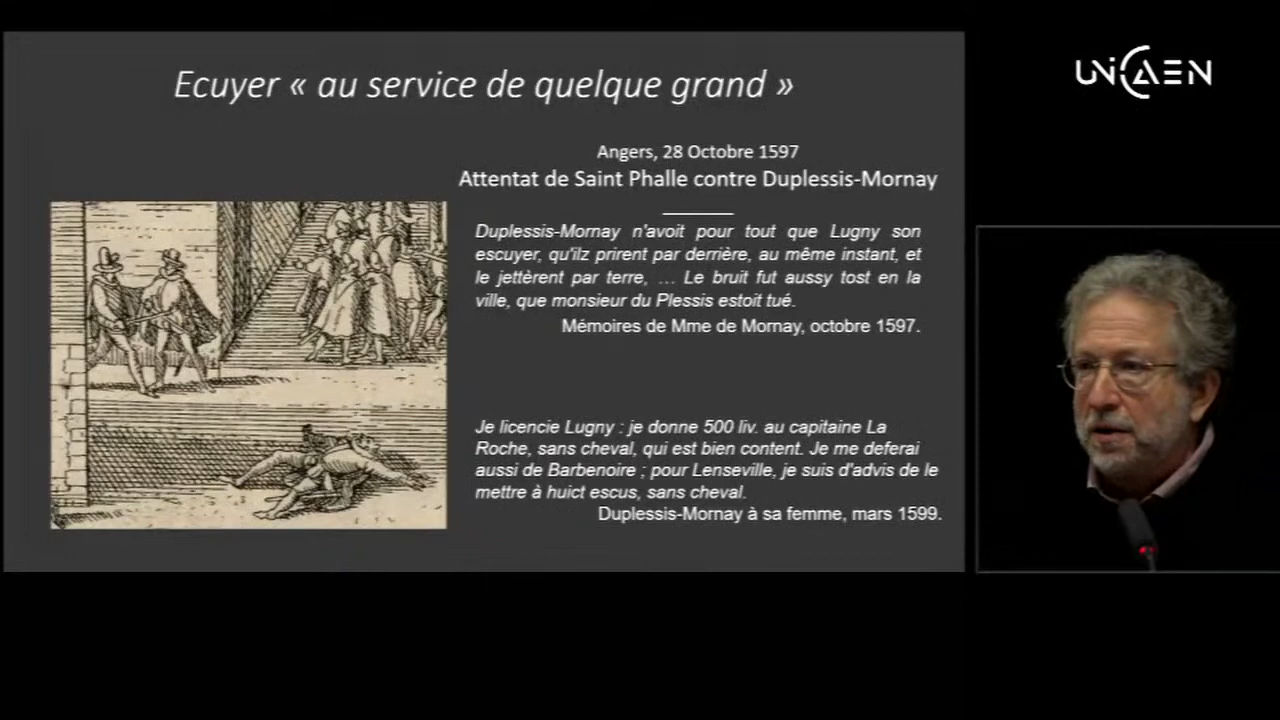 Ecuyer « au service de quelque grand »
Angers, 28 Octobre 1597
Attentat de Saint Phalle contre Duplessis-Mornay
Duplessis-Mornay n'avoit pour tout que Lugny son
escuyer, qu'ilz prirent par derrière, au même instant, et
le jettèrent par terre, … Le bruit fut aussy tost en la
ville, que monsieur du Plessis estoit tué.
Mémoires de Mme de Mornay, octobre 1597.
Je licencie Lugny : je donne 500 liv. au capitaine La
Roche, sans cheval, qui est bien content. Je me deferai
aussi de Barbenoire ; pour Lenseville, je suis d'advis de le
mettre à huict escus, sans cheval.
Duplessis-Mornay à sa femme, mars 1599.
UNICAEN